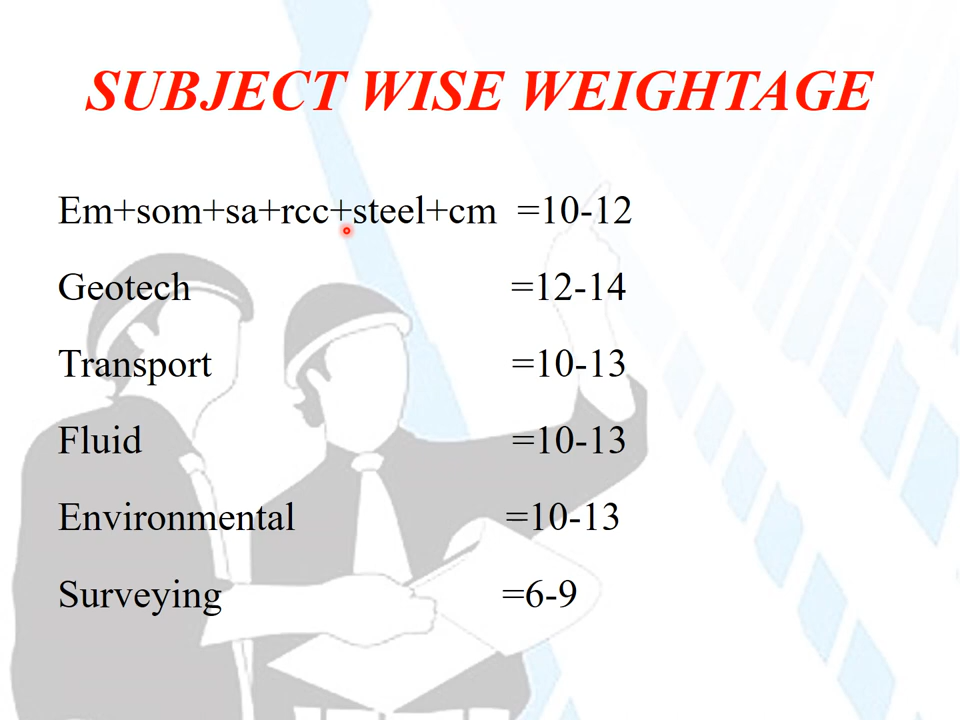 SUBJECT WISE WEIGHTAGE
Em+som+sa+rcc+steel+cm =10-12
Geotech =12-14
Transport =10-13
Fluid =10-13
Environmental =10-13
Surveying =6-9